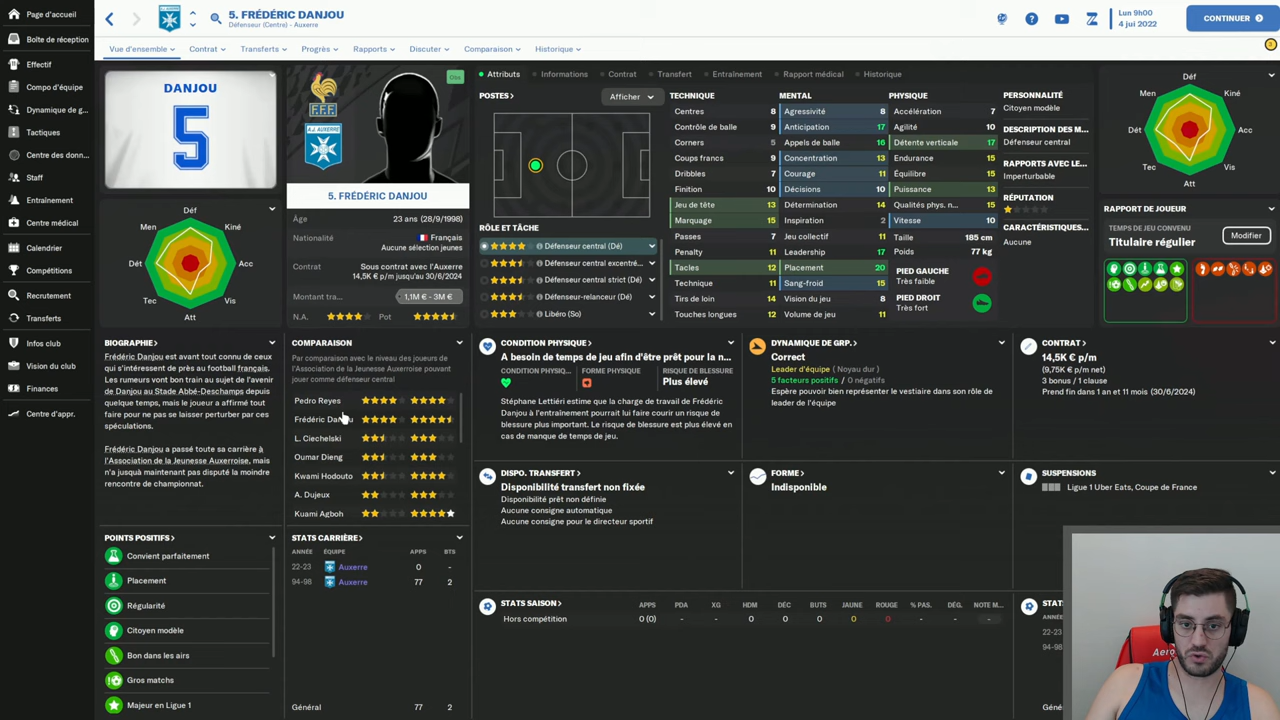 Page d'accueil
Boîte de réception
Effectif
Compo d'équipe
Dynamique de g...
Tactiques
Centre des donn...
Staff
Entraînement
Centre médical
Calendrier
Compétitions
Recrutement
Transferts
Infos club
Vision du club
Finances
Centre d'appr.
5. FRÉDÉRIC DANJOU
Défenseur (Centre) - Auxerre
Lun 9h00
4 jui 2022
CONTINUER
Vue d'ensemble
Contrat
Transferts
Progrès
Rapports
Discuter
Comparaison
Historique
DANJOU
5
F.F.F.
A.J. AUXERRE
5. FRÉDÉRIC DANJOU
Âge 23 ans (28/9/1998)
Nationalité Français
Aucune sélection jeunes
Contrat Sous contrat avec l'Auxerre
14,5K € p/m jusqu'au 30/6/2024
Montant tra... 1,1M € - 3M €
N.A. Pot
Déf
Men Kiné
Dét Acc
Tec Vis
Att
Attributs
Informations
Contrat
Transfert
Entraînement
Rapport médical
Historique
POSTES>
Afficher
RÔLE ET TÂCHE
Défenseur central (Dé)
Défenseur central excentré...
Défenseur central strict (Dé)
Défenseur-relanceur (Dé)
Libéro (So)
TECHNIQUE
Centres 8
Contrôle de balle 9
Corners 5
Coups francs 9
Dribbles 7
Finition 10
Jeu de tête 13
Marquage 15
Passes 7
Penalty 11
Tacles 12
Technique 11
Tirs de loin 14
Touches longues 12
MENTAL
Agressivité 8
Anticipation 17
Appels de balle 16
Concentration 13
Courage 11
Décisions 10
Détermination 14
Inspiration 2
Jeu collectif 11
Leadership 17
Placement 20
Sang-froid 15
Vision du jeu 8
Volume de jeu 11
PHYSIQUE
Accélération 7
Agilité 10
Détente verticale 17
Endurance 15
Équilibre 15
Puissance 13
Qualités phys. n... 15
Vitesse 10
Taille 185 cm
Poids 77 kg
PIED GAUCHE
Très faible
PIED DROIT
Très fort
PERSONNALITÉ
Citoyen modèle
DESCRIPTION DES M...
Défenseur central
RAPPORTS AVEC LE...
Imperturbable
RÉPUTATION
CARACTÉRISTIQUES...
Aucune
Déf
Men Kiné
Dét Acc
Tec Vis
Att
RAPPORT DE JOUEUR
TEMPS DE JEU CONVENU
Titulaire régulier
Modifier
BIOGRAPHIE>
Frédéric Danjou est avant tout connu de ceux
qui s'intéressent de près au football français.
Les rumeurs vont bon train au sujet de l'avenir
de Danjou au Stade Abbé-Deschamps depuis
quelque temps, mais le joueur a affirmé tout
faire pour ne pas se laisser perturber par ces
spéculations.
Frédéric Danjou a passé toute sa carrière à
l'Association de la Jeunesse Auxerroise, mais
n'a jusqu'à maintenant pas disputé la moindre
rencontre de championnat.
COMPARAISON
Par comparaison avec le niveau des joueurs de
l'Association de la Jeunesse Auxerroise pouvant
jouer comme défenseur central
Pedro Reyes
Frédéric Danjou
L. Ciechelski
Oumar Dieng
Kwami Hodouto
A. Dujeux
Kuami Agboh
CONDITION PHYSIQUE>
A besoin de temps de jeu afin d'être prêt pour la n...
CONDITION PHYSIQ... FORME PHYSIQUE RISQUE DE BLESSURE
Plus élevé
Stéphane Lettiéri estime que la charge de travail de Frédéric
Danjou à l'entraînement pourrait lui faire courir un risque de
blessure plus important. Le risque de blessure est plus élevé en
cas de manque de temps de jeu.
DYNAMIQUE DE GRP.>
Correct
Leader d'équipe ( Noyau dur )
5 facteurs positifs / 0 négatifs
Espère pouvoir bien représenter le vestiaire dans son rôle de
leader de l'équipe.
CONTRAT>
14,5K € p/m
(9,75K € p/m net)
3 bonus / 1 clause
Prend fin dans 1 an et 11 mois (30/6/2024)
DISPO. TRANSFERT>
Disponibilité transfert non fixée
Disponibilité prêt non définie
Aucune consigne automatique
Aucune consigne pour le directeur sportif
FORME>
Indisponible
SUSPENSIONS
Ligue 1 Uber Eats, Coupe de France
POINTS POSITIFS>
Convient parfaitement
Placement
Régularité
Citoyen modèle
Bon dans les airs
Gros matchs
Majeur en Ligue 1
STATS CARRIÈRE>
ANNÉE ÉQUIPE APPS BTS
22-23 Auxerre 0 -
94-98 Auxerre 77 2
Général 77 2
STATS SAISON>
APPS PDA XG HDM DÉC BUTS JAUNE ROUGE % PAS. DÉG. NOTE M...
Hors compétition 0 (0) - - 0 0 0 0 0 - - -
STAT
ANNÉE
22-23
94-98
Général